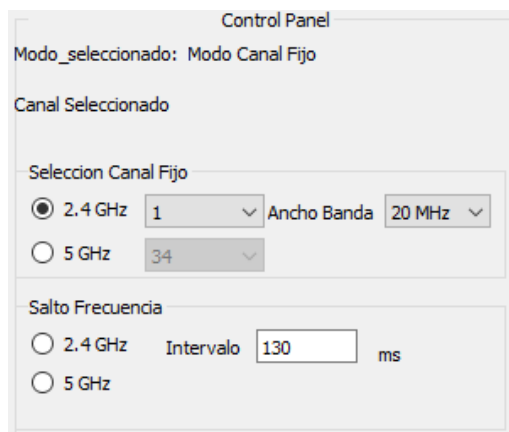 Control Panel
Modo_seleccionado: Modo Canal Fijo
Canal Seleccionado
Seleccion Canal Fijo
2.4 GHz 1 Ancho Banda 20 MHz
5 GHz 34
Salto Frecuencia
2.4 GHz Intervalo 130 ms
5 GHz